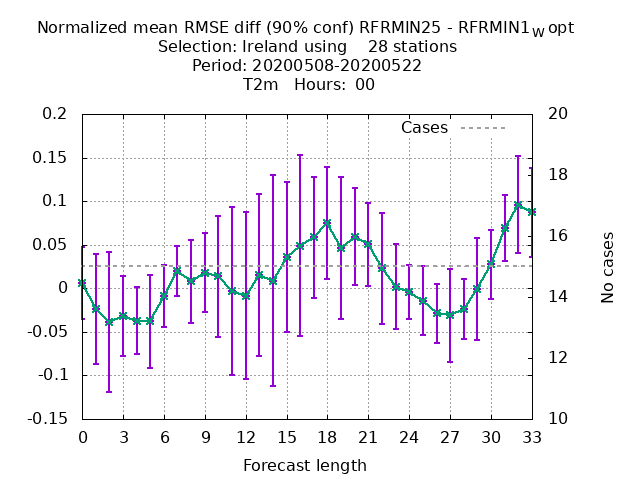 Normalized mean RMSE diff (90% conf) RFRMIN25 - RFRMIN1wopt
Selection: Ireland using    28 stations
Period: 20200508-20200522
T2m   Hours:  00
Cases
0.2
0.15
0.1
0.05
0
-0.05
-0.1
-0.15
20
18
16
14
12
10
No cases
0 3 6 9 12 15 18 21 24 27 30 33
Forecast length